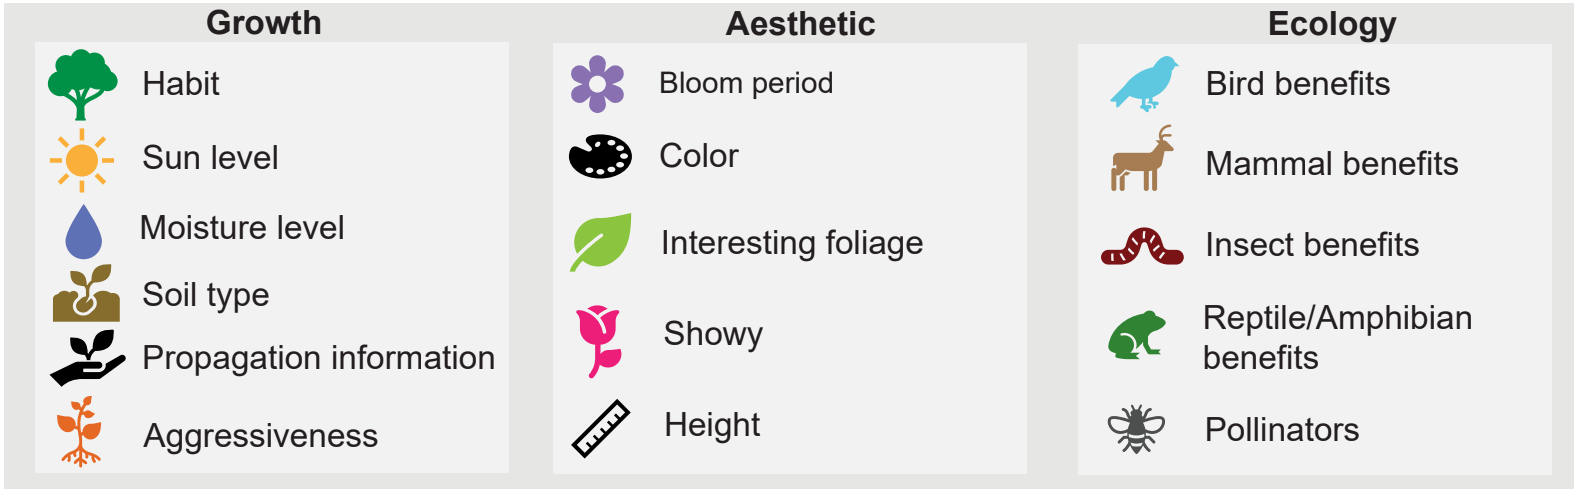 Growth
Habit
Sun level
Moisture level
Soil type
Propagation information
Aggressiveness
Aesthetic
Bloom period
Color
Interesting foliage
Showy
Height
Ecology
Bird benefits
Mammal benefits
Insect benefits
Reptile/Amphibian
benefits
Pollinators